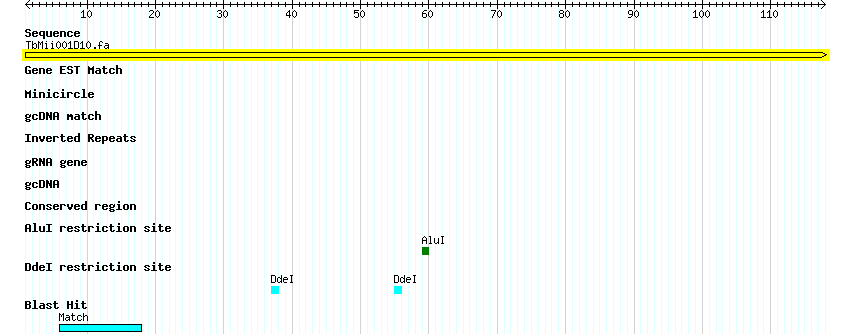 10 20 30 40 50 60 70 80 90 100 110
Sequence
TbMii001D10.fa
Gene EST Match
Minicircle
gcDNA match
Inverted Repeats
gRNA gene
gcDNA
Conserved region
AluI restriction site
AluI
DdeI restriction site
DdeI DdeI
Blast Hit
Match